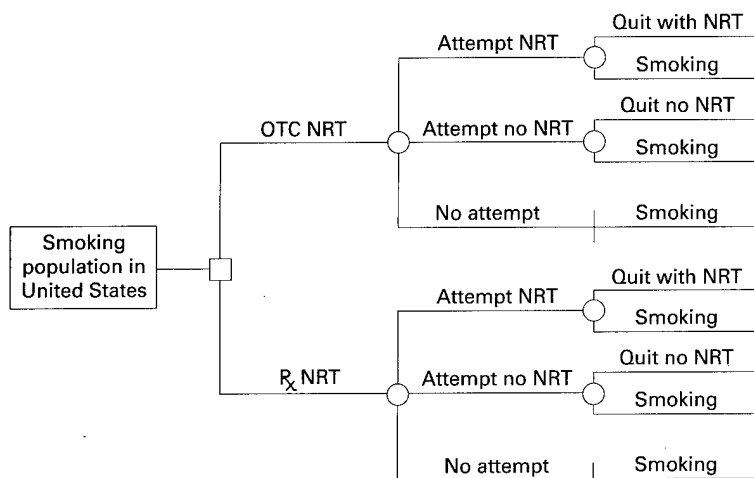 Quit with NRT
Attempt NRT
Smoking
Quit no NRT
OTC NRT
Attempt no NRT
Smoking
No attempt
Smoking
Smoking
population in
United States
Quit with NRT
Attempt NRT
Smoking
Quit no NRT
℞ NRT
Attempt no NRT
Smoking
No attempt
Smoking